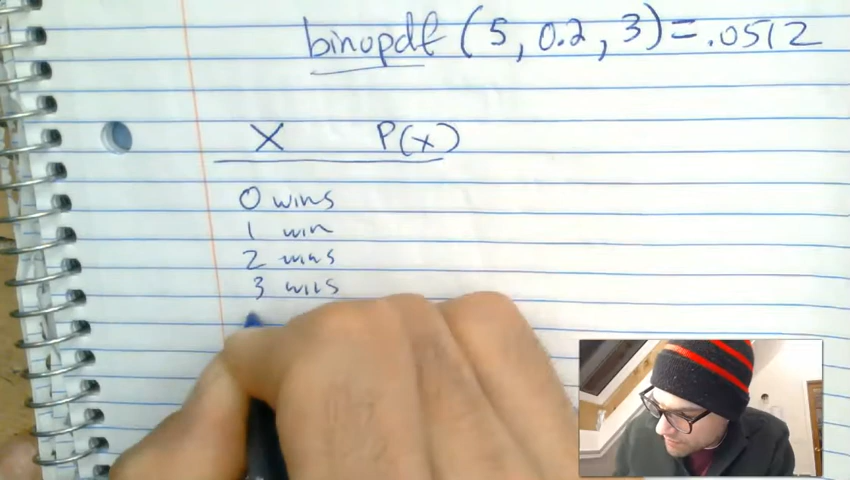 binopdf (5, 0.2, 3) = .0512
X P(x)
0 wins
1 win
2 wins
3 wins